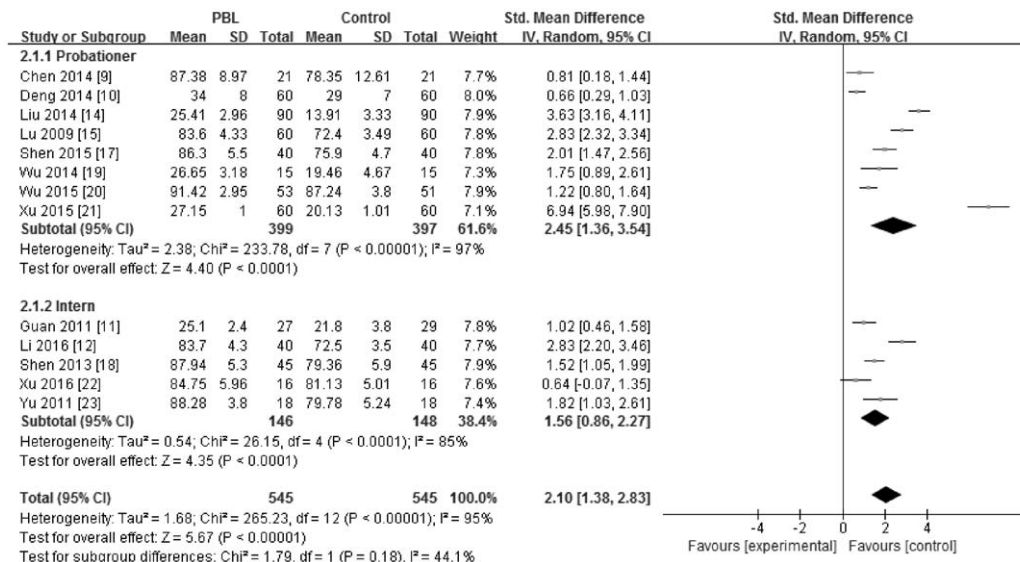 PBL Control Std. Mean Difference Std. Mean Difference
Study or Subgroup Mean SD Total Mean SD Total Weight IV, Random, 95% CI IV, Random, 95% CI
2.1.1 Probationer
Chen 2014 [9] 87.38 8.97 21 78.35 12.61 21 7.7% 0.81 [0.18, 1.44]
Deng 2014 [10] 34 8 60 29 7 60 8.0% 0.66 [0.29, 1.03]
Liu 2014 [14] 25.41 2.96 90 13.91 3.33 90 7.9% 3.63 [3.16, 4.11]
Lu 2009 [15] 83.6 4.33 60 72.4 3.49 60 7.9% 2.83 [2.32, 3.34]
Shen 2015 [17] 86.3 5.5 40 75.9 4.7 40 7.8% 2.01 [1.47, 2.56]
Wu 2014 [19] 26.65 3.18 15 19.46 4.67 15 7.3% 1.75 [0.89, 2.61]
Wu 2015 [20] 91.42 2.95 53 87.24 3.8 51 7.9% 1.22 [0.80, 1.64]
Xu 2015 [21] 27.15 1 60 20.13 1.01 60 7.1% 6.94 [5.98, 7.90]
Subtotal (95% CI) 399 397 61.6% 2.45 [1.36, 3.54]
Heterogeneity: Tau² = 2.38; Chi² = 233.78, df = 7 (P < 0.00001); I² = 97%
Test for overall effect: Z = 4.40 (P < 0.0001)
2.1.2 Intern
Guan 2011 [11] 25.1 2.4 27 21.8 3.8 29 7.8% 1.02 [0.46, 1.58]
Li 2016 [12] 83.7 4.3 40 72.5 3.5 40 7.7% 2.83 [2.20, 3.46]
Shen 2013 [18] 87.94 5.3 45 79.36 5.9 45 7.9% 1.52 [1.05, 1.99]
Xu 2016 [22] 84.75 5.96 16 81.13 5.01 16 7.6% 0.64 [-0.07, 1.35]
Yu 2011 [23] 88.28 3.8 18 79.78 5.24 18 7.4% 1.82 [1.03, 2.61]
Subtotal (95% CI) 146 148 38.4% 1.56 [0.86, 2.27]
Heterogeneity: Tau² = 0.54; Chi² = 26.15, df = 4 (P < 0.0001); I² = 85%
Test for overall effect: Z = 4.35 (P < 0.0001)
Total (95% CI) 545 545 100.0% 2.10 [1.38, 2.83]
Heterogeneity: Tau² = 1.68; Chi² = 265.23, df = 12 (P < 0.00001); I² = 95%
Test for overall effect: Z = 5.67 (P < 0.00001)
Test for subgroup differences: Chi² = 1.79, df = 1 (P = 0.18), I² = 44.1%
-4 -2 0 2 4
Favours [experimental] Favours [control]